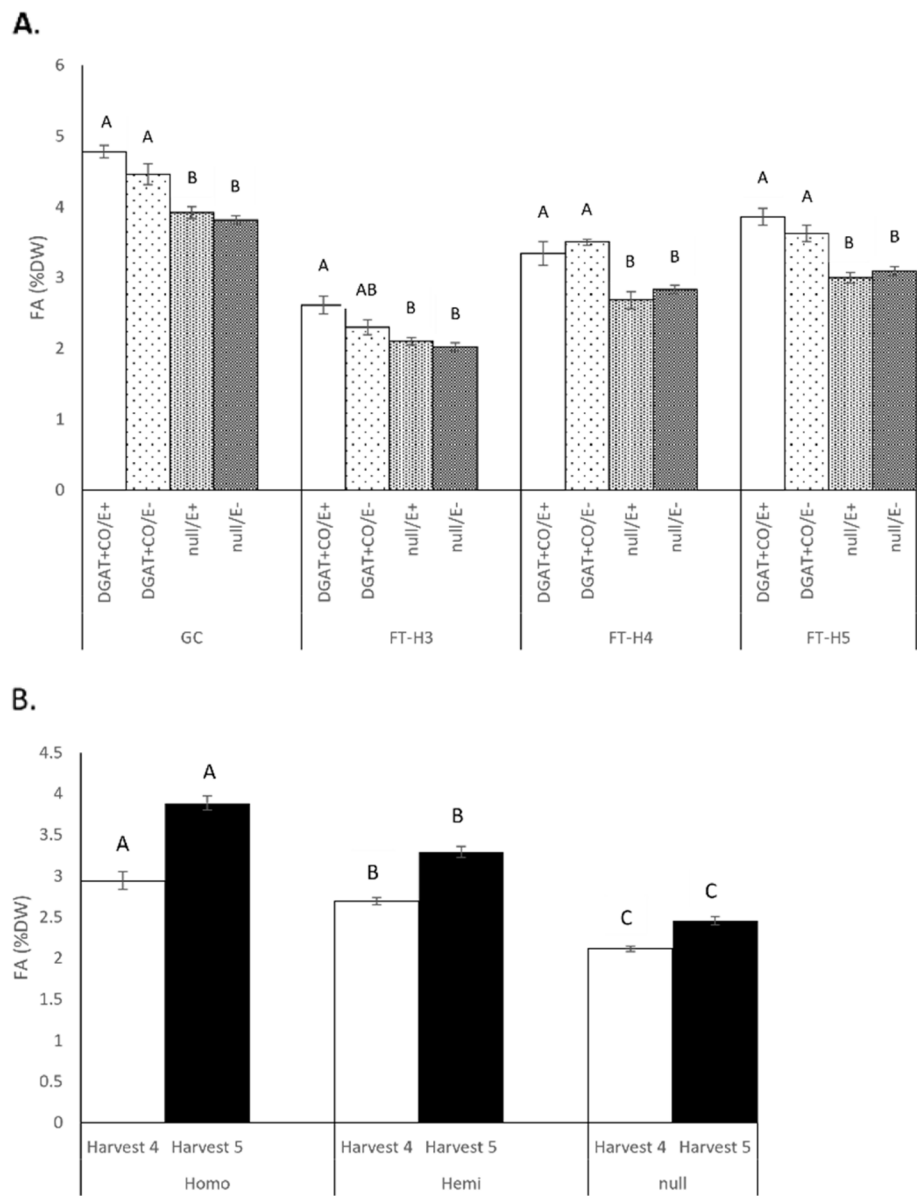 A.
6
5
4
3
2
1
0
FA (%DW)
A
A
B
B
A
AB
B
B
A
A
B
B
A
A
B
B
DGAT+CO/E+
DGAT+CO/E-
null/E+
null/E-
DGAT+CO/E+
DGAT+CO/E-
null/E+
null/E-
DGAT+CO/E+
DGAT+CO/E-
null/E+
null/E-
DGAT+CO/E+
DGAT+CO/E-
null/E+
null/E-
GC
FT-H3
FT-H4
FT-H5
B.
4.5
4
3.5
3
2.5
2
1.5
1
0.5
0
FA (%DW)
A
A
B
B
C
C
Harvest 4
Harvest 5
Harvest 4
Harvest 5
Harvest 4
Harvest 5
Homo
Hemi
null